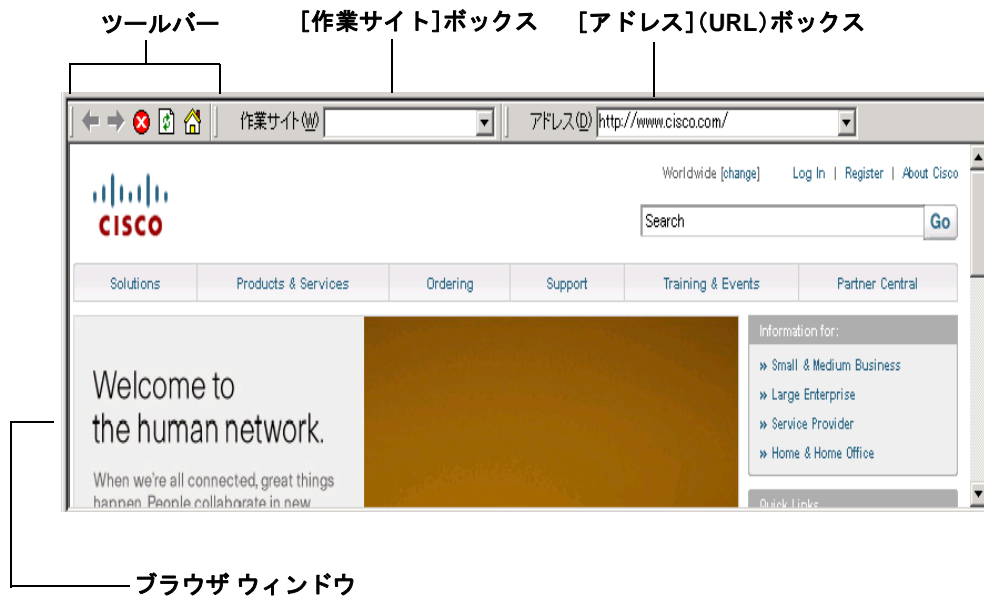 ツールバー [作業サイト]ボックス [アドレス](URL)ボックス
作業サイト(W) アドレス(D) http://www.cisco.com/
Worldwide [change] Log In | Register | About Cisco
CISCO
Search Go
Solutions Products & Services Ordering Support Training & Events Partner Central
Information for:
» Small & Medium Business
» Large Enterprise
» Service Provider
» Home & Home Office
Welcome to
the human network.
When we're all connected, great things
happen. People collaborate in new
Quick Links
ブラウザ ウィンドウ